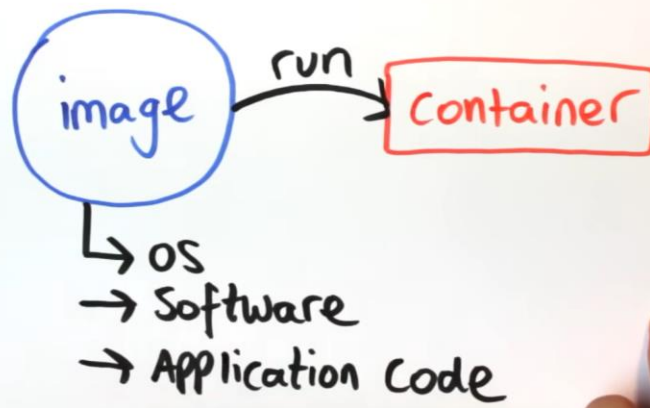 run
image
container
OS
Software
Application code